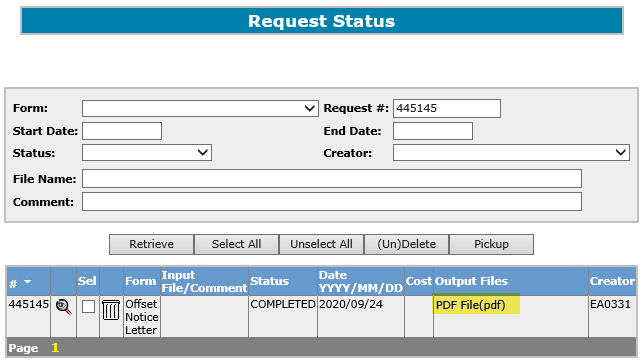 Request Status
Form: Request #: 445145
Start Date: End Date:
Status: Creator:
File Name:
Comment:
Retrieve Select All Unselect All (Un)Delete Pickup
# Sel Form Input File/Comment Status Date YYYY/MM/DD Cost Output Files Creator
445145 Offset Notice Letter COMPLETED 2020/09/24 PDF File(pdf) EA0331
Page 1